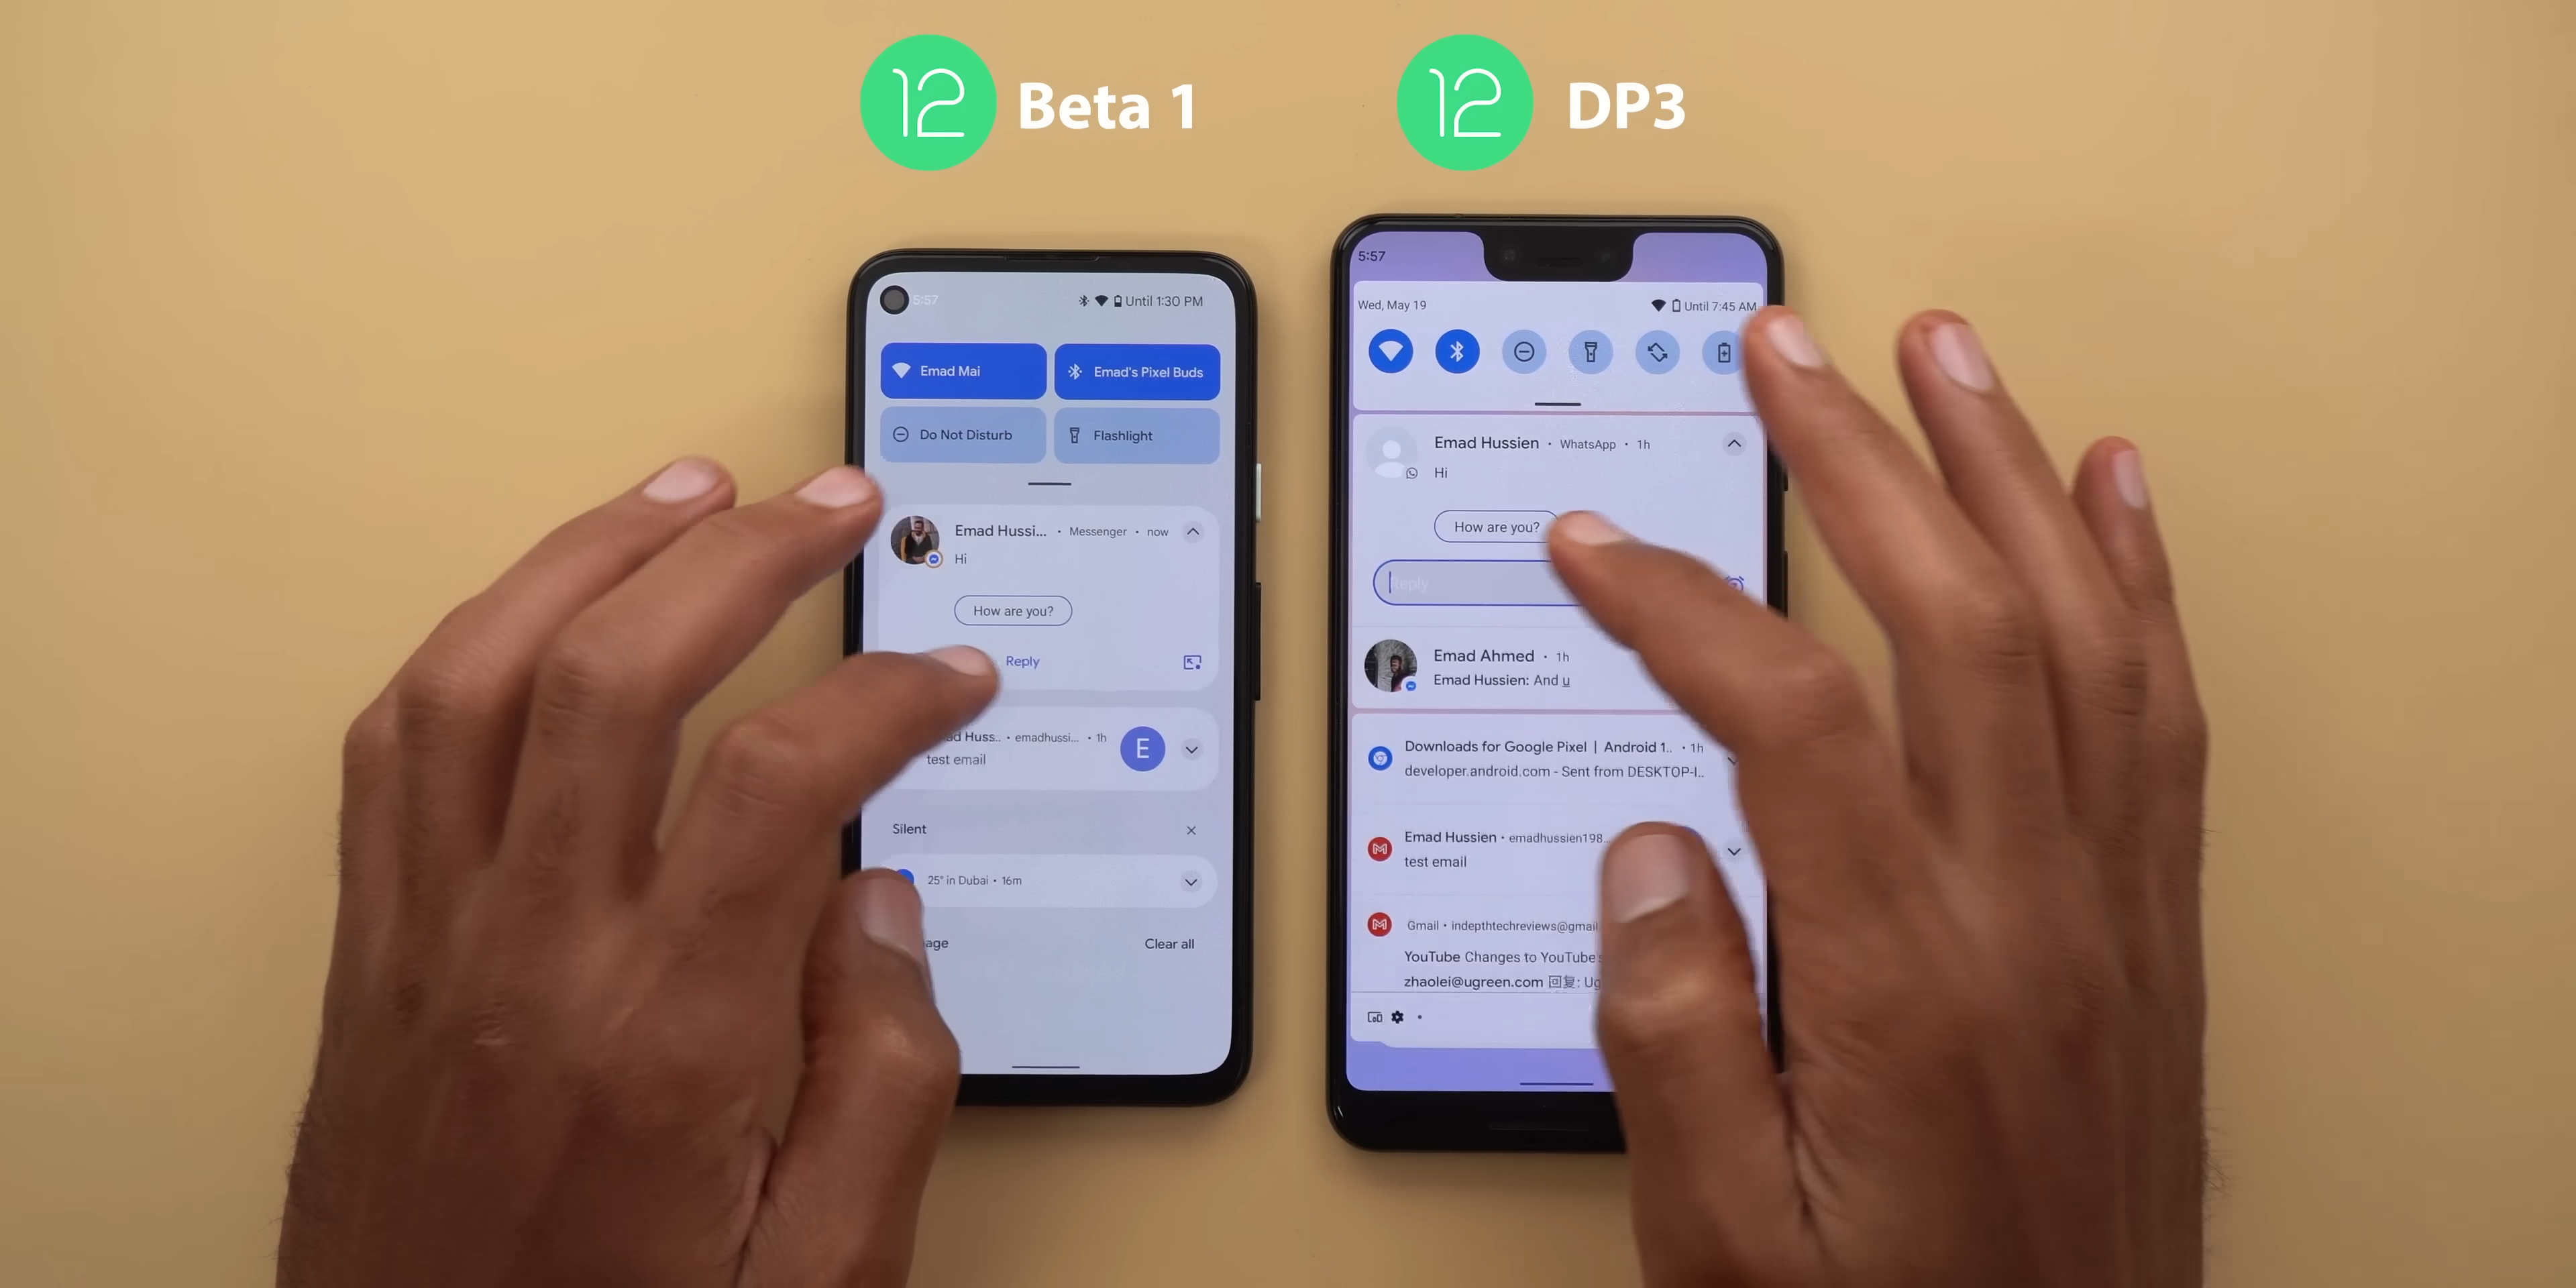 12 Beta 1
12 DP3
5:57
Until 1:30 PM
Emad Mai
Emad's Pixel Buds
Do Not Disturb
Flashlight
Emad Hussi... • Messenger • now
Hi
How are you?
Reply
Huss.. • emadhussi... • 1h
test email
E
Silent
25° in Dubai • 16m
Clear all
5:57
Wed, May 19
Until 7:45 AM
Emad Hussien • WhatsApp • 1h
Hi
How are you?
Reply
Emad Ahmed • 1h
Emad Hussien: And u
Downloads for Google Pixel | Android 1.. • 1h
developer.android.com - Sent from DESKTOP-I..
Emad Hussien • emadhussien198..
test email
Gmail • indepthtechreviews@gmail
YouTube Changes to YouTube's
zhaolei@ugreen.com 回复: Ug